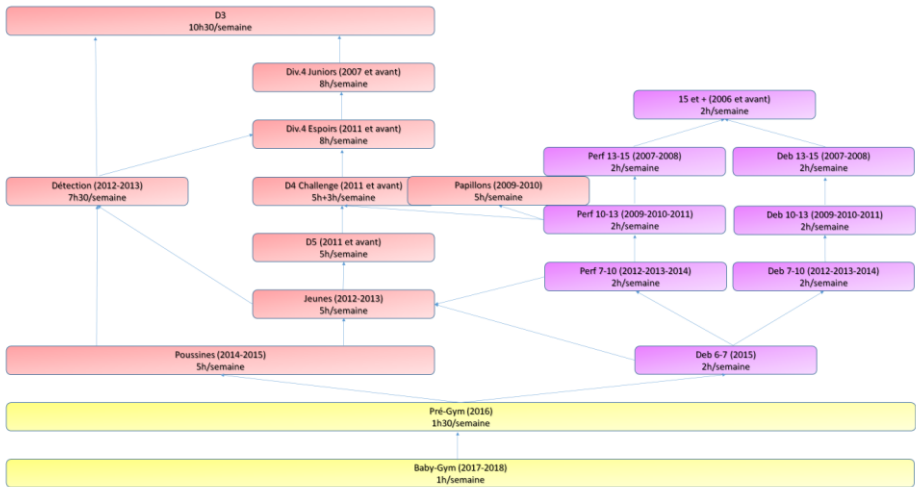 D3
10h30/semaine
Div.4 Juniors (2007 et avant)
8h/semaine
15 et + (2006 et avant)
2h/semaine
Div.4 Espoirs (2011 et avant)
8h/semaine
Perf 13-15 (2007-2008)
2h/semaine
Deb 13-15 (2007-2008)
2h/semaine
Détection (2012-2013)
7h30/semaine
D4 Challenge (2011 et avant)
5h+3h/semaine
Papillons (2009-2010)
5h/semaine
Perf 10-13 (2009-2010-2011)
2h/semaine
Deb 10-13 (2009-2010-2011)
2h/semaine
D5 (2011 et avant)
5h/semaine
Perf 7-10 (2012-2013-2014)
2h/semaine
Deb 7-10 (2012-2013-2014)
2h/semaine
Jeunes (2012-2013)
5h/semaine
Poussines (2014-2015)
5h/semaine
Deb 6-7 (2015)
2h/semaine
Pré-Gym (2016)
1h30/semaine
Baby-Gym (2017-2018)
1h/semaine